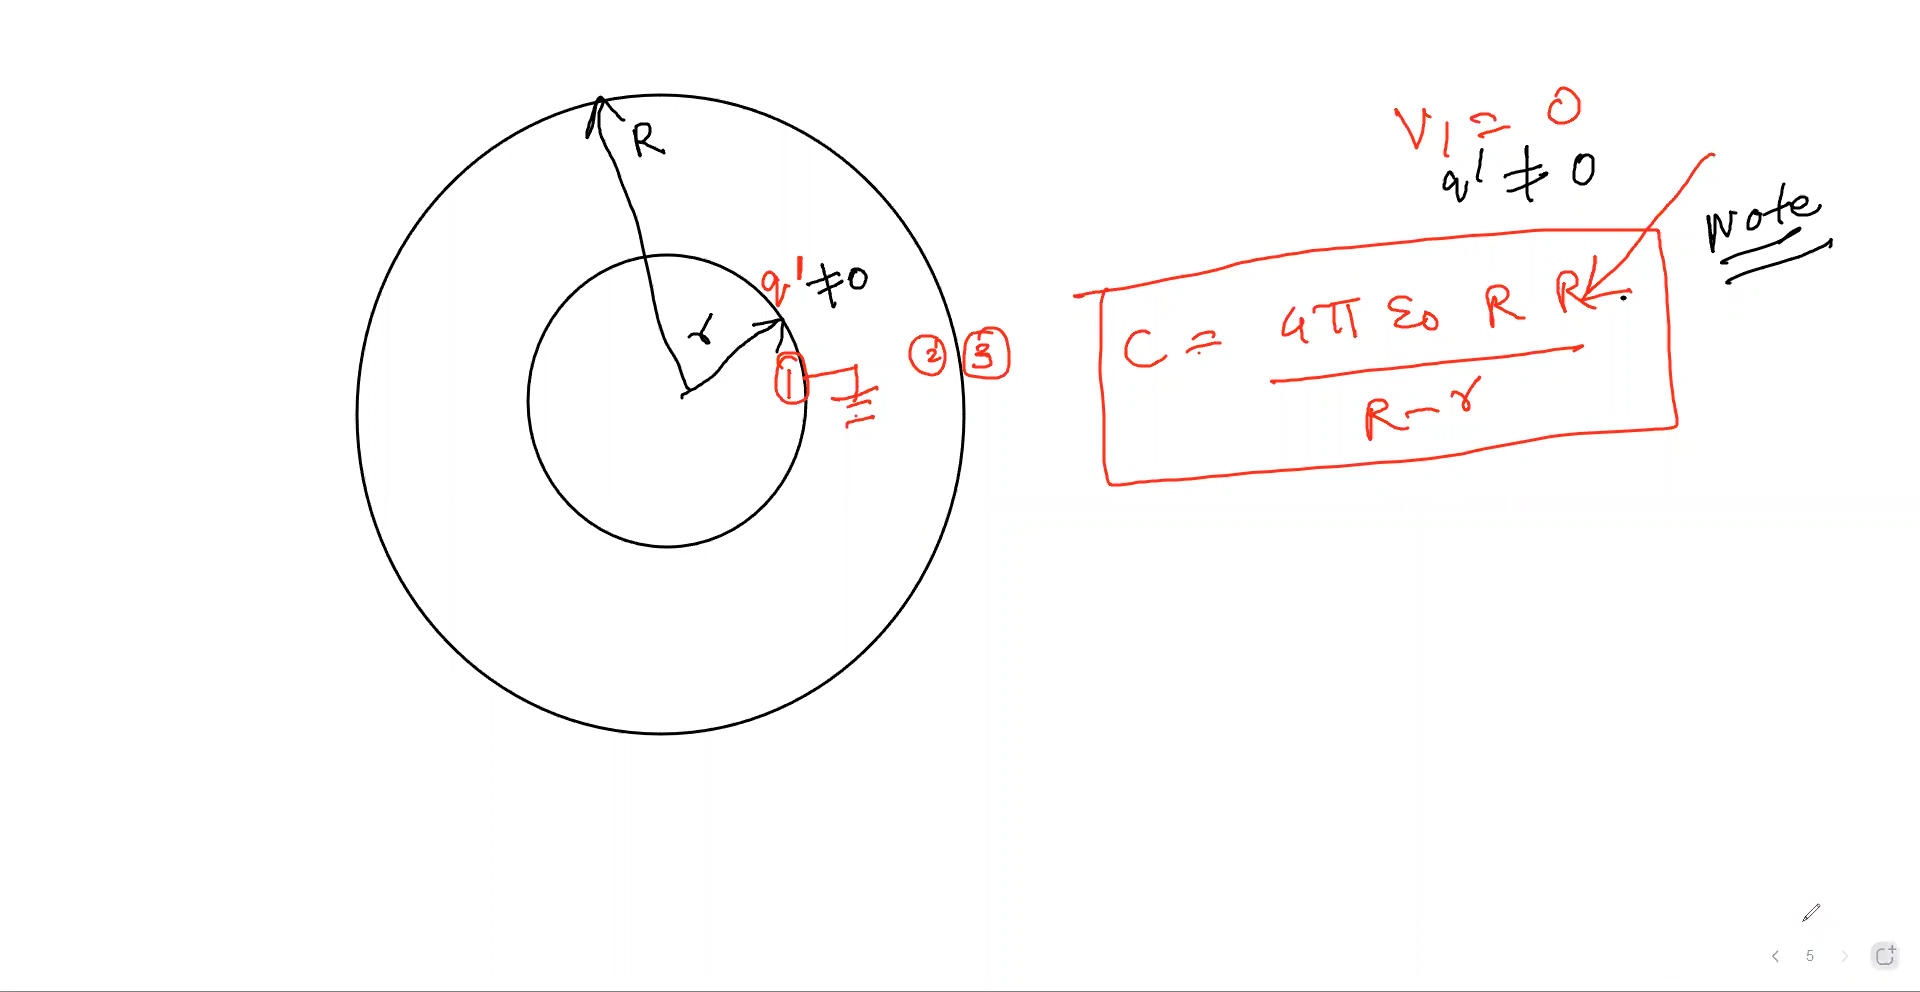 R
q' ≠ 0
r
① ② ③
V₁ = 0
q' ≠ 0
Note
C = 4π ε₀ R R
R - r
5